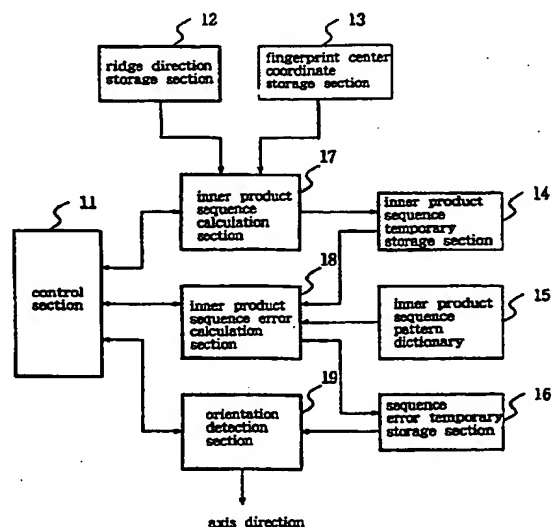 12
ridge direction
storage section
13
fingerprint center
coordinate
storage section
17
inner product
sequence
calculation
section
14
inner product
sequence
temporary
storage section
11
control
section
18
inner product
sequence error
calculation
section
15
inner product
sequence
pattern
dictionary
19
orientation
detection
section
16
sequence
error temporary
storage section
axis direction